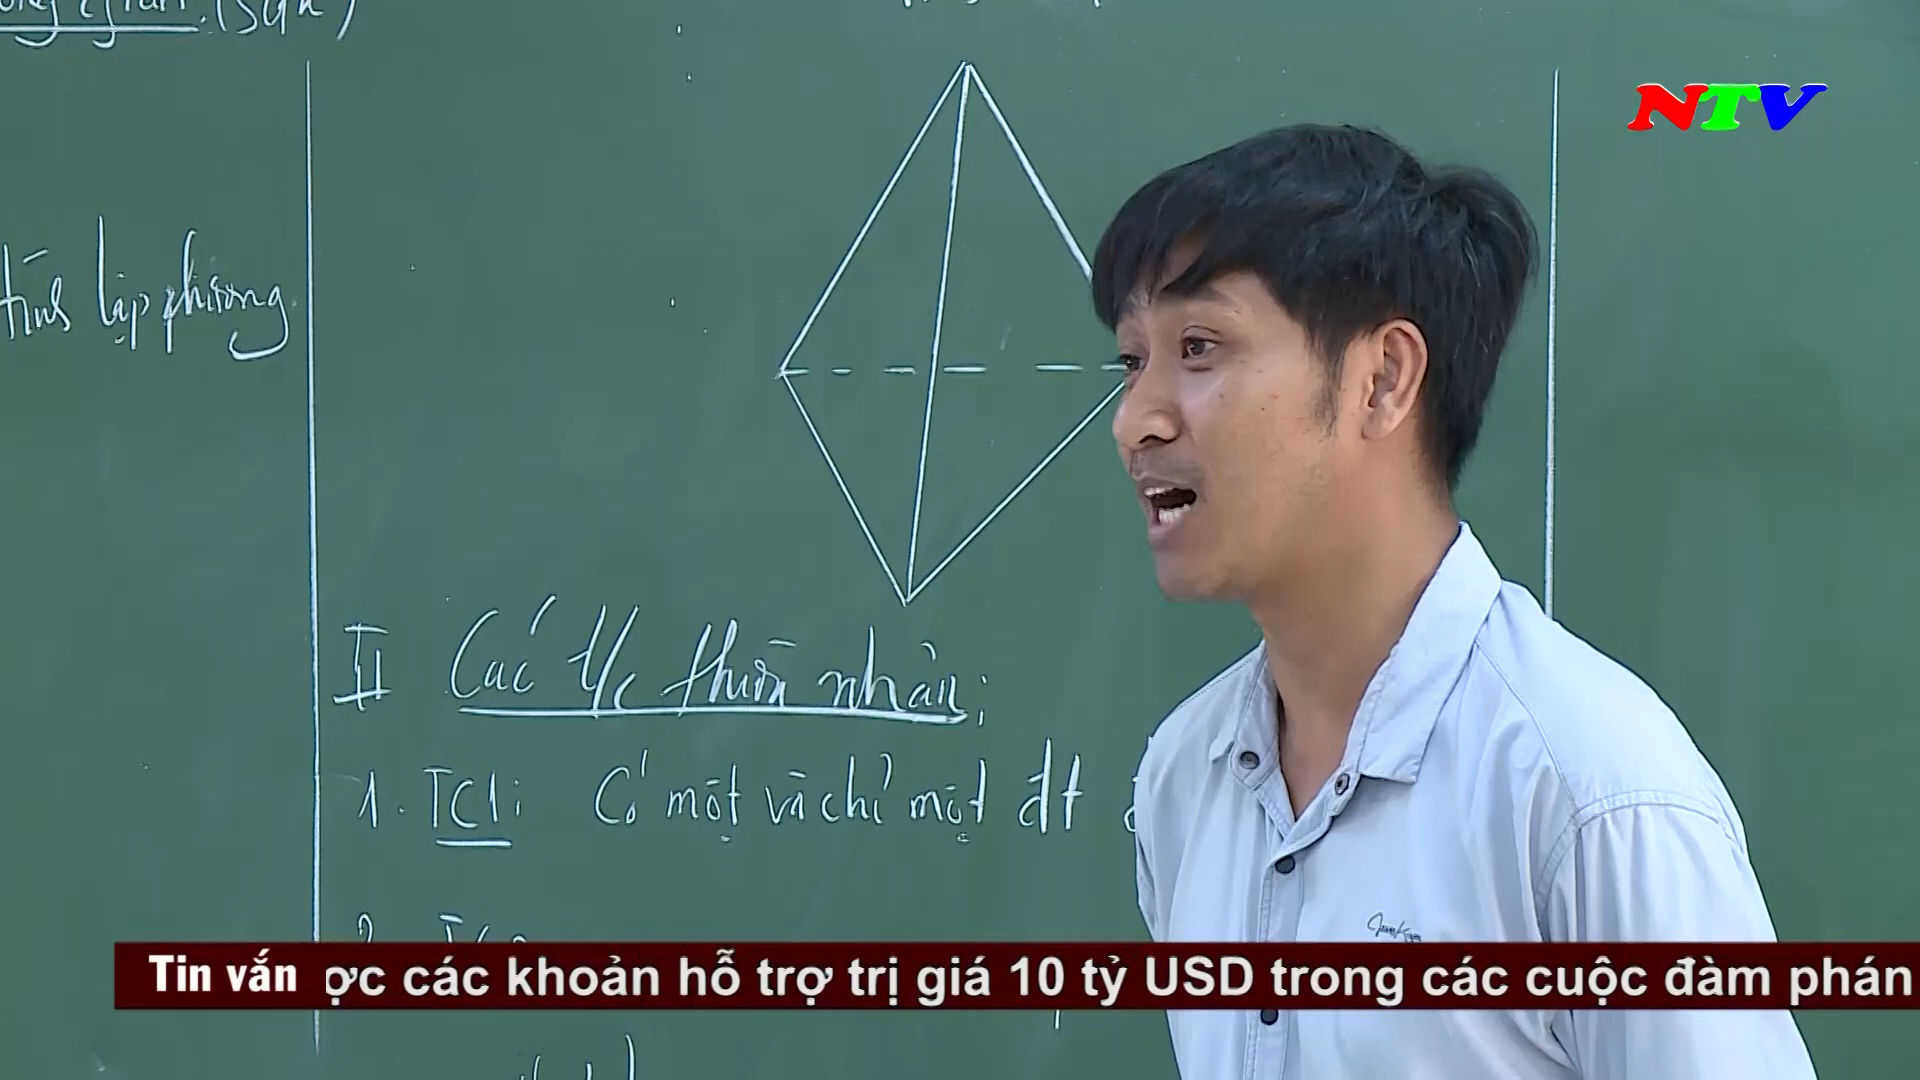 (SGK)
NTV
lập phương
II Các t/c thừa nhận:
1. TC1: Có một và chỉ một đt
Tin vắn ợc các khoản hỗ trợ trị giá 10 tỷ USD trong các cuộc đàm phán